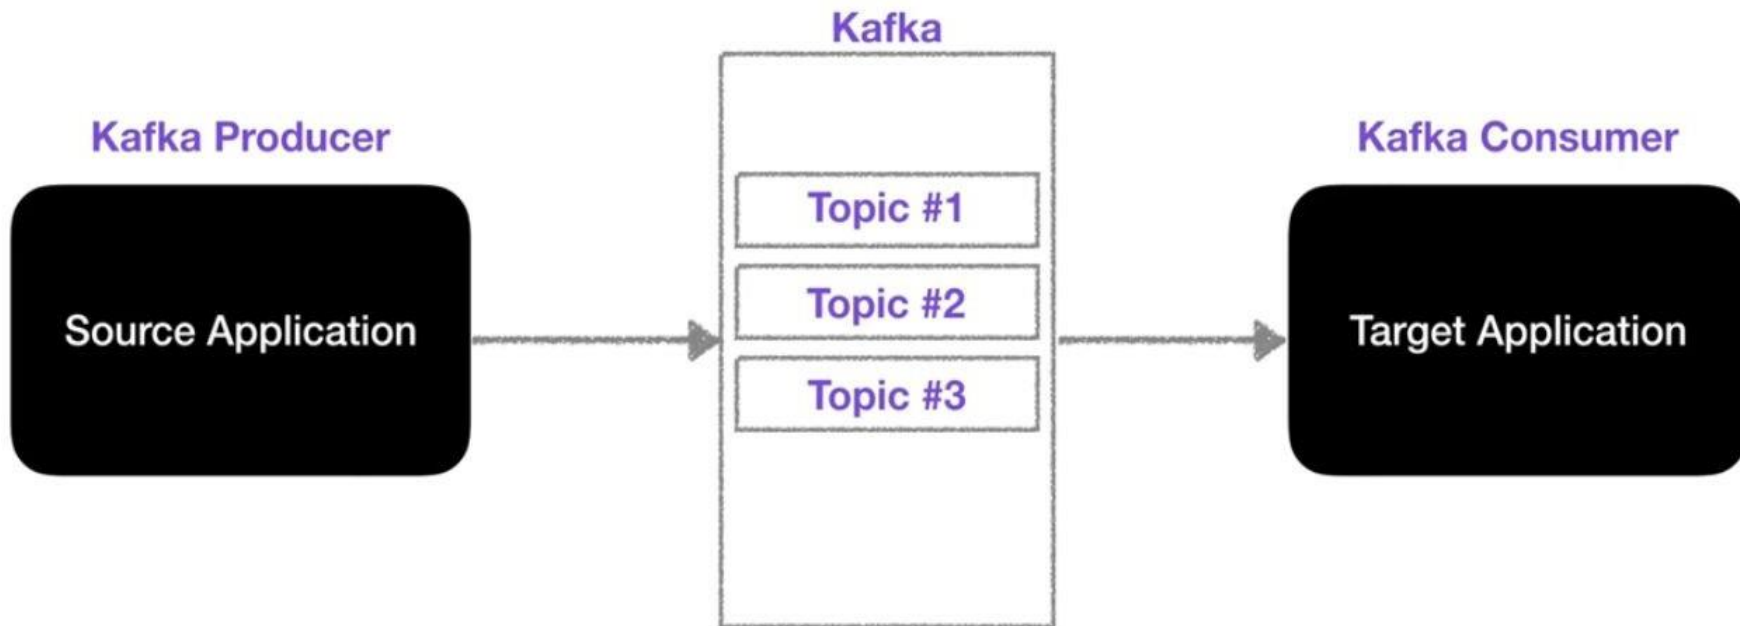 Kafka
Kafka Producer
Kafka Consumer
Topic #1
Topic #2
Topic #3
Source Application
Target Application